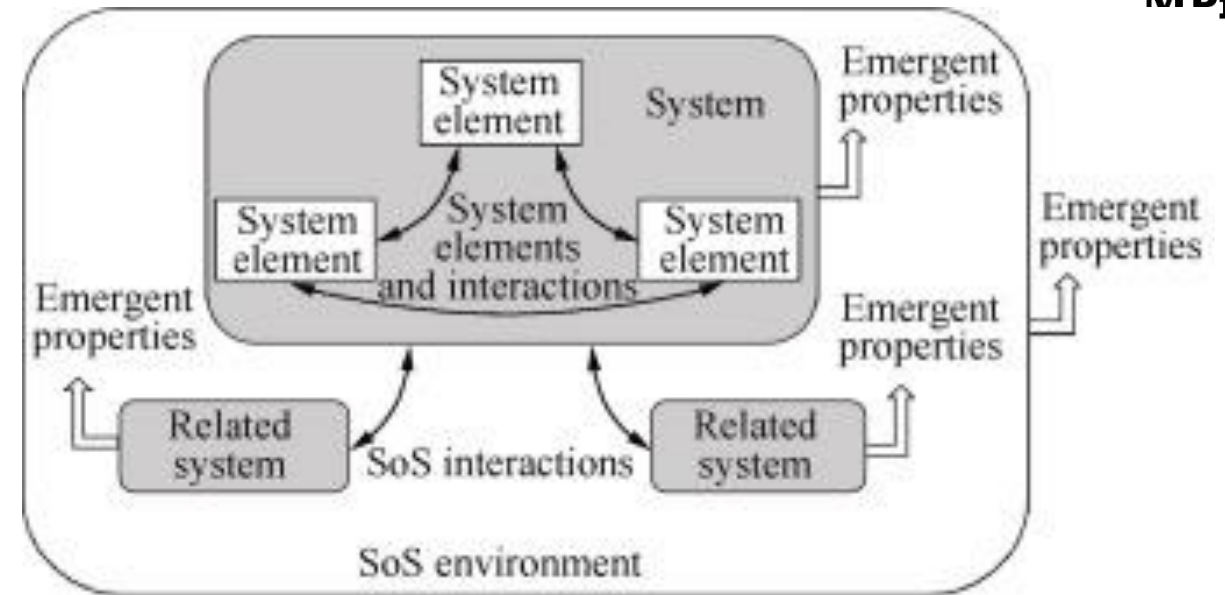 System
element
System
Emergent
properties
System
element
System
elements
and interactions
System
element
Emergent
properties
Emergent
properties
Emergent
properties
Related
system
SoS interactions
Related
system
SoS environment